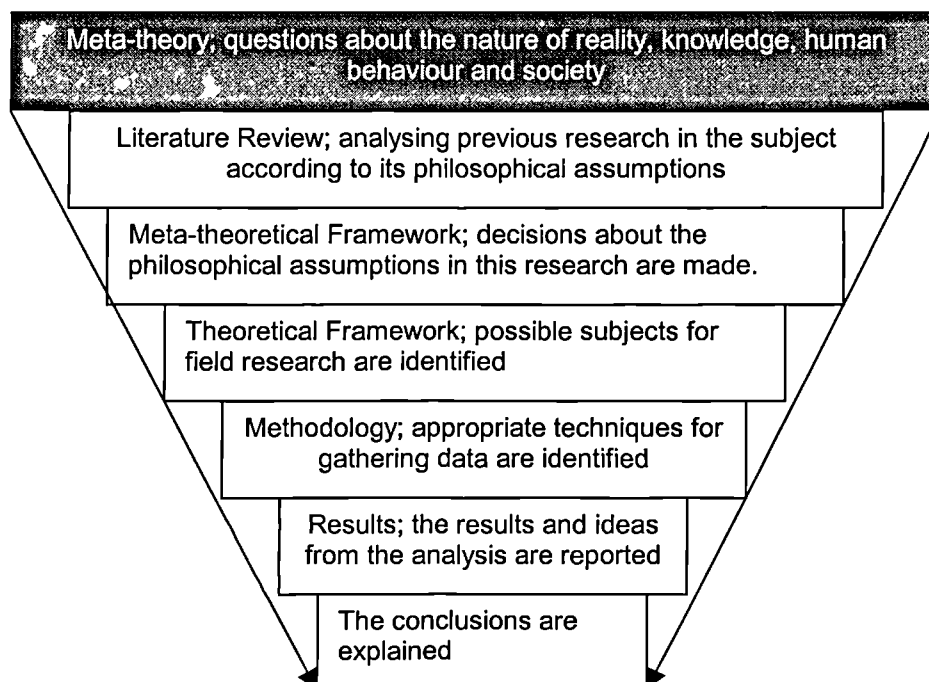 Meta-theory; questions about the nature of reality, knowledge, human
behaviour and society
Literature Review; analysing previous research in the subject
according to its philosophical assumptions
Meta-theoretical Framework; decisions about the
philosophical assumptions in this research are made.
Theoretical Framework; possible subjects for
field research are identified
Methodology; appropriate techniques for
gathering data are identified
Results; the results and ideas
from the analysis are reported
The conclusions are
explained